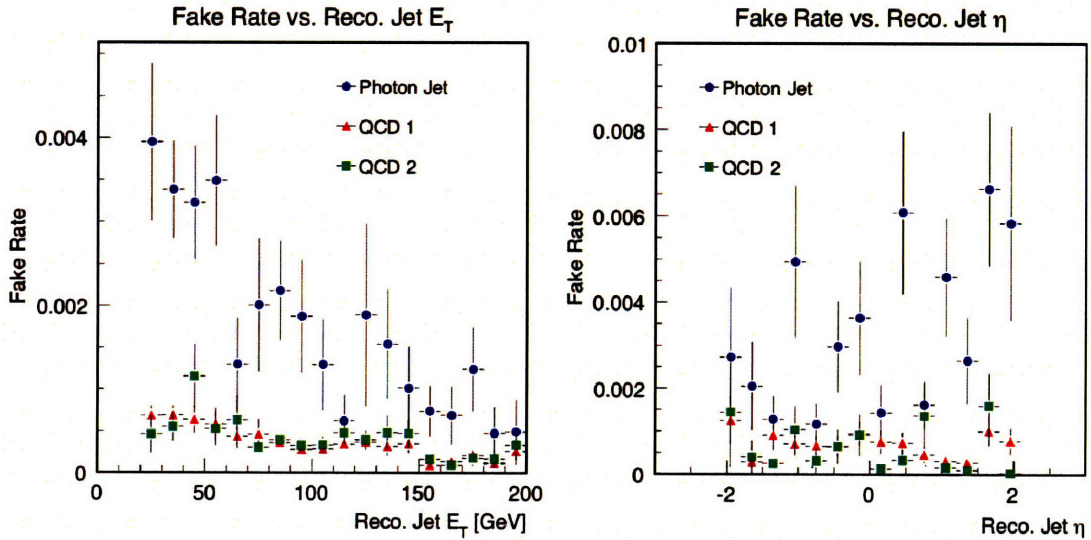 Fake Rate vs. Reco. Jet E_T
Fake Rate
0.004
0.002
0
Photon Jet
QCD 1
QCD 2
0
50
100
150
200
Reco. Jet E_T [GeV]
Fake Rate vs. Reco. Jet η
Fake Rate
0.01
0.008
0.006
0.004
0.002
0
Photon Jet
QCD 1
QCD 2
-2
0
2
Reco. Jet η